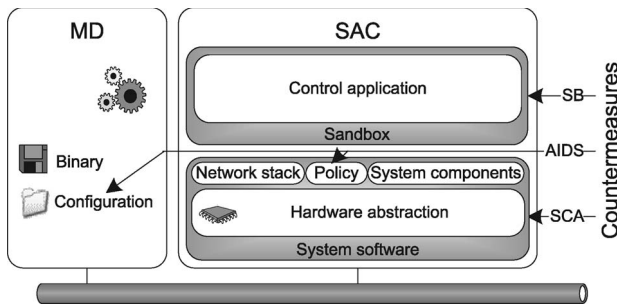 MD
SAC
Control application
SB
Sandbox
AIDS
Binary
Network stack
Policy
System components
Configuration
Hardware abstraction
SCA
System software
Countermeasures